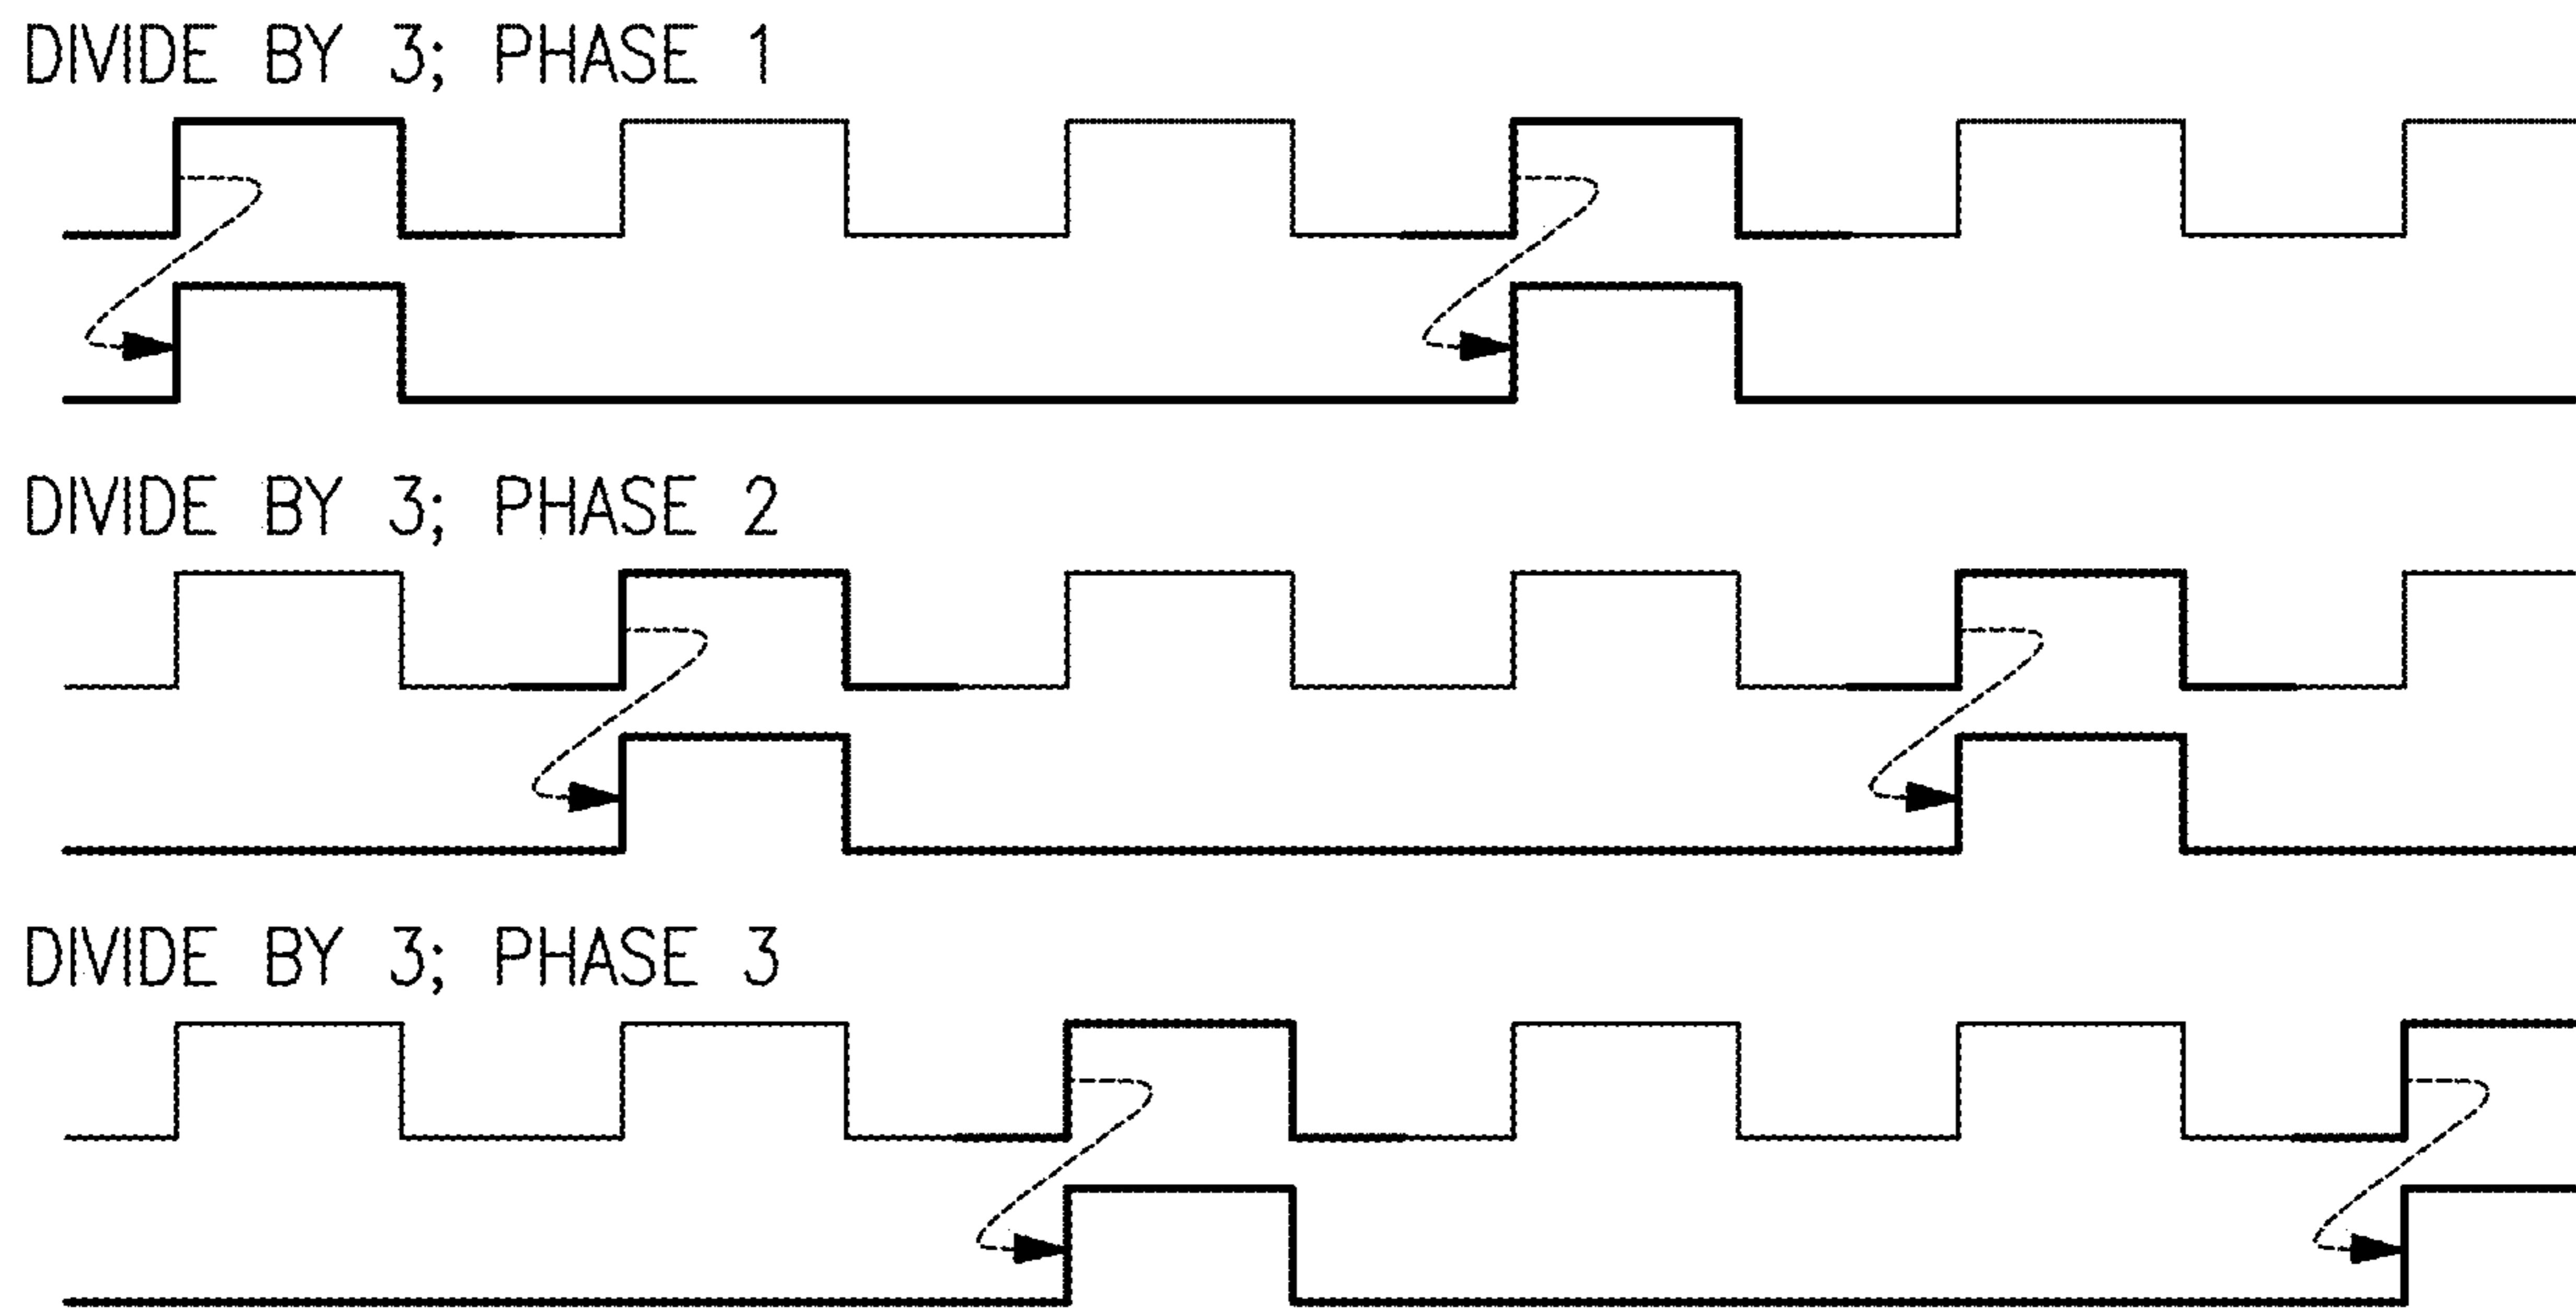 DIVIDE BY 3; PHASE 1
DIVIDE BY 3; PHASE 2
DIVIDE BY 3; PHASE 3